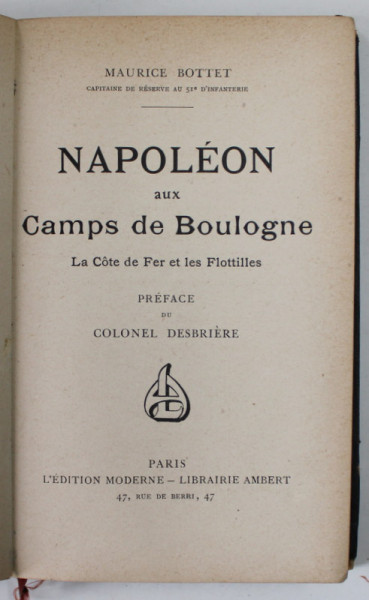 MAURICE BOTTET
CAPITAINE DE RÉSERVE AU 51e D'INFANTERIE
NAPOLÉON
aux
Camps de Boulogne
La Côte de Fer et les Flottilles
PRÉFACE
DU
COLONEL DESBRIÈRE
PARIS
L'ÉDITION MODERNE — LIBRAIRIE AMBERT
47, RUE DE BERRI, 47